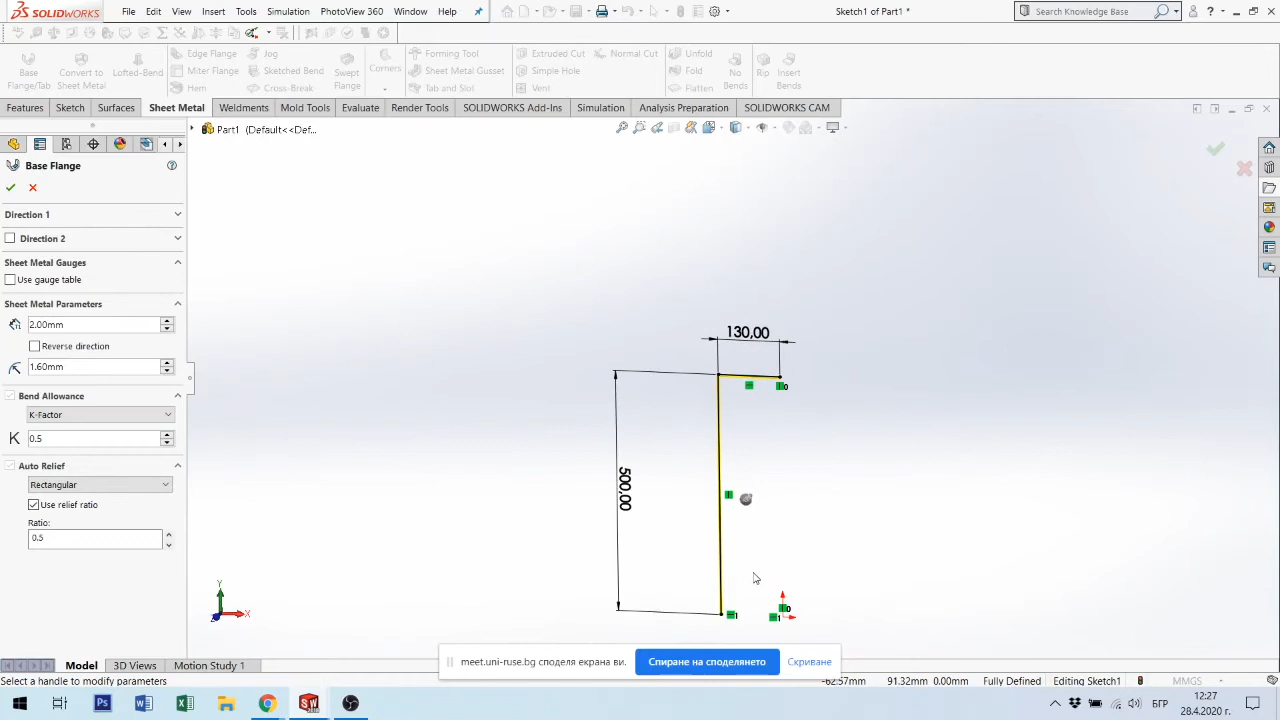 SOLIDWORKS File Edit View Insert Tools Simulation PhotoView 360 Window Help Sketch1 of Part1 * Search Knowledge Base
Base Flange/Tab
Convert to Sheet Metal
Lofted-Bend
Edge Flange
Miter Flange
Hem
Jog
Sketched Bend
Cross-Break
Swept Flange
Corners
Forming Tool
Sheet Metal Gusset
Tab and Slot
Extruded Cut
Simple Hole
Vent
Normal Cut
Unfold
Fold
Flatten
No Bends
Rip
Insert Bends
Features Sketch Surfaces Sheet Metal Weldments Mold Tools Evaluate Render Tools SOLIDWORKS Add-Ins Simulation Analysis Preparation SOLIDWORKS CAM
Part1 (Default<<Def...
Base Flange
Direction 1
Direction 2
Sheet Metal Gauges
Use gauge table
Sheet Metal Parameters
2.00mm
Reverse direction
1.60mm
Bend Allowance
K-Factor
K 0.5
Auto Relief
Rectangular
Use relief ratio
Ratio:
0.5
130,00
0
500,00
1
0
1
Y
X
meet.uni-ruse.bg споделя екрана ви. Спиране на споделянето Скриване
Model 3D Views Motion Study 1
Select a handle to modify parameters -62.57mm 91.32mm 0.00mm Fully Defined Editing Sketch1 MMGS
БГР 12:27
28.4.2020 г.